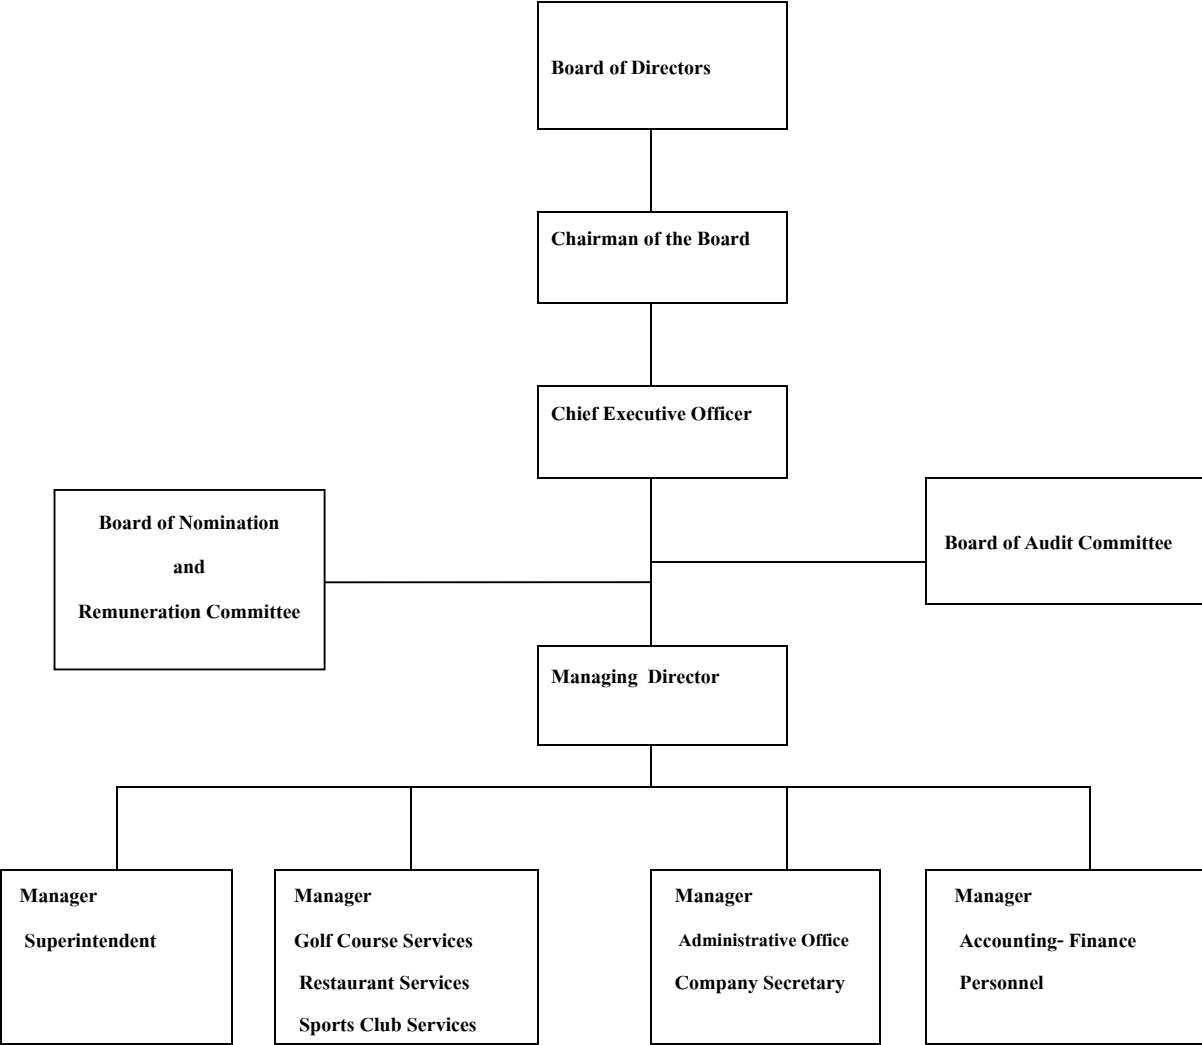 Board of Directors
Chairman of the Board
Chief Executive Officer
Board of Nomination
and
Remuneration Committee
Board of Audit Committee
Managing  Director
Manager
Superintendent
Manager
Golf Course Services
Restaurant Services
Sports Club Services
Manager
Administrative Office
Company Secretary
Manager
Accounting- Finance
Personnel